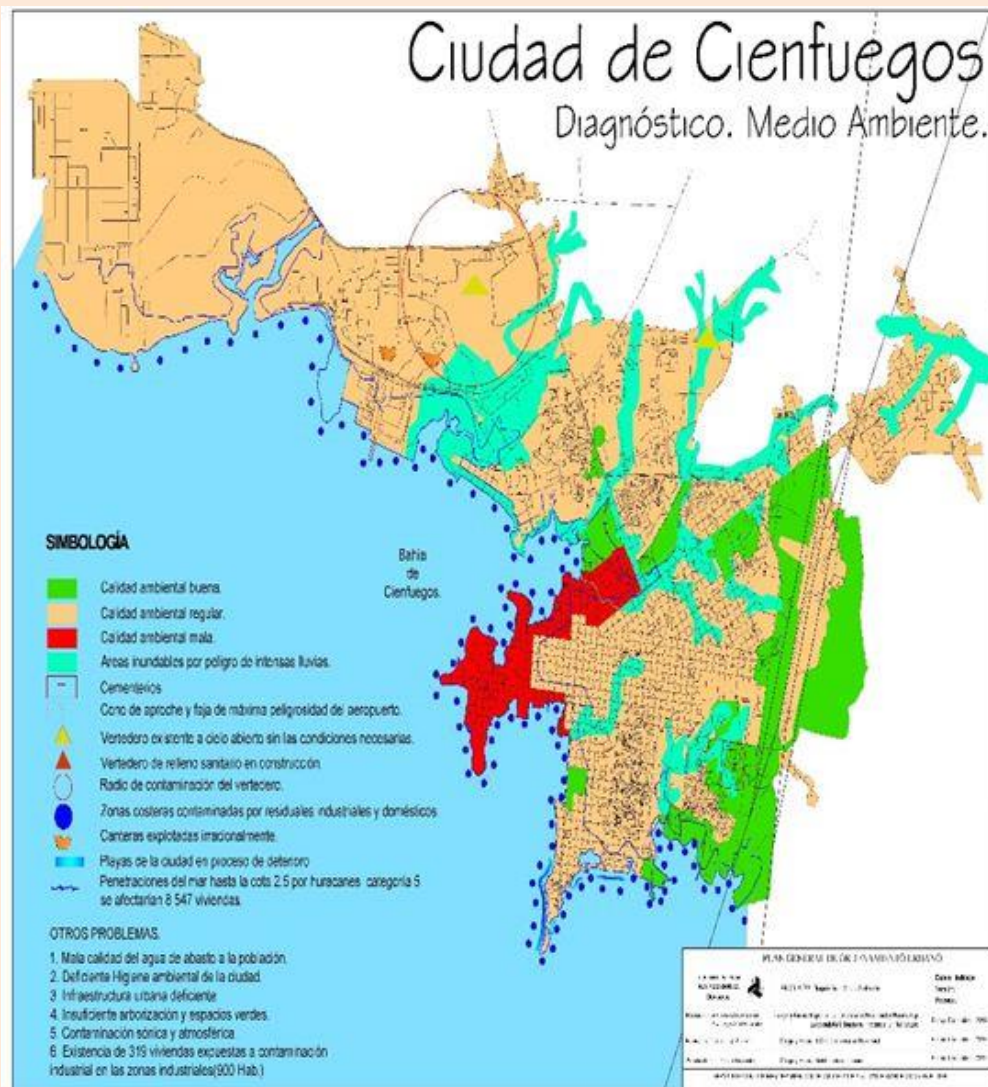 Ciudad de Cienfuegos
Diagnóstico. Medio Ambiente.
SIMBOLOGÍA
Calidad ambiental buena.
Calidad ambiental regular.
Calidad ambiental mala.
Areas inundables por peligro de intensas lluvias.
Cementerios
Cono de aproche y faja de máxima peligrosidad del aeropuerto.
Vertedero existente a cielo abierto sin las condiciones necesarias.
Vertedero de relleno sanitario en construcción
Radio de contaminación del vertedero.
Zonas costeras contaminadas por residuales industriales y domésticos
Canteras explotadas irracionalmente.
Playas de la ciudad en proceso de deterioro
Penetraciones del mar hasta la cota 2.5 por huracanes categoría 5
se afectarían 8 547 viviendas.
Bahia
de
Cienfuegos.
OTROS PROBLEMAS.
1. Mala calidad del agua de abasto a la población.
2. Deficiente Higiene ambiental de la ciudad.
3 Infraestructura urbana deficiente
4. Insuficiente arborización y espacios verdes.
5. Contaminación sónica y atmosférica
6. Existencia de 319 viviendas expuestas a contaminación
industrial en las zonas industriales(900 Hab.)
PLAN GENERAL DE ORDENAMIENTO URBANO